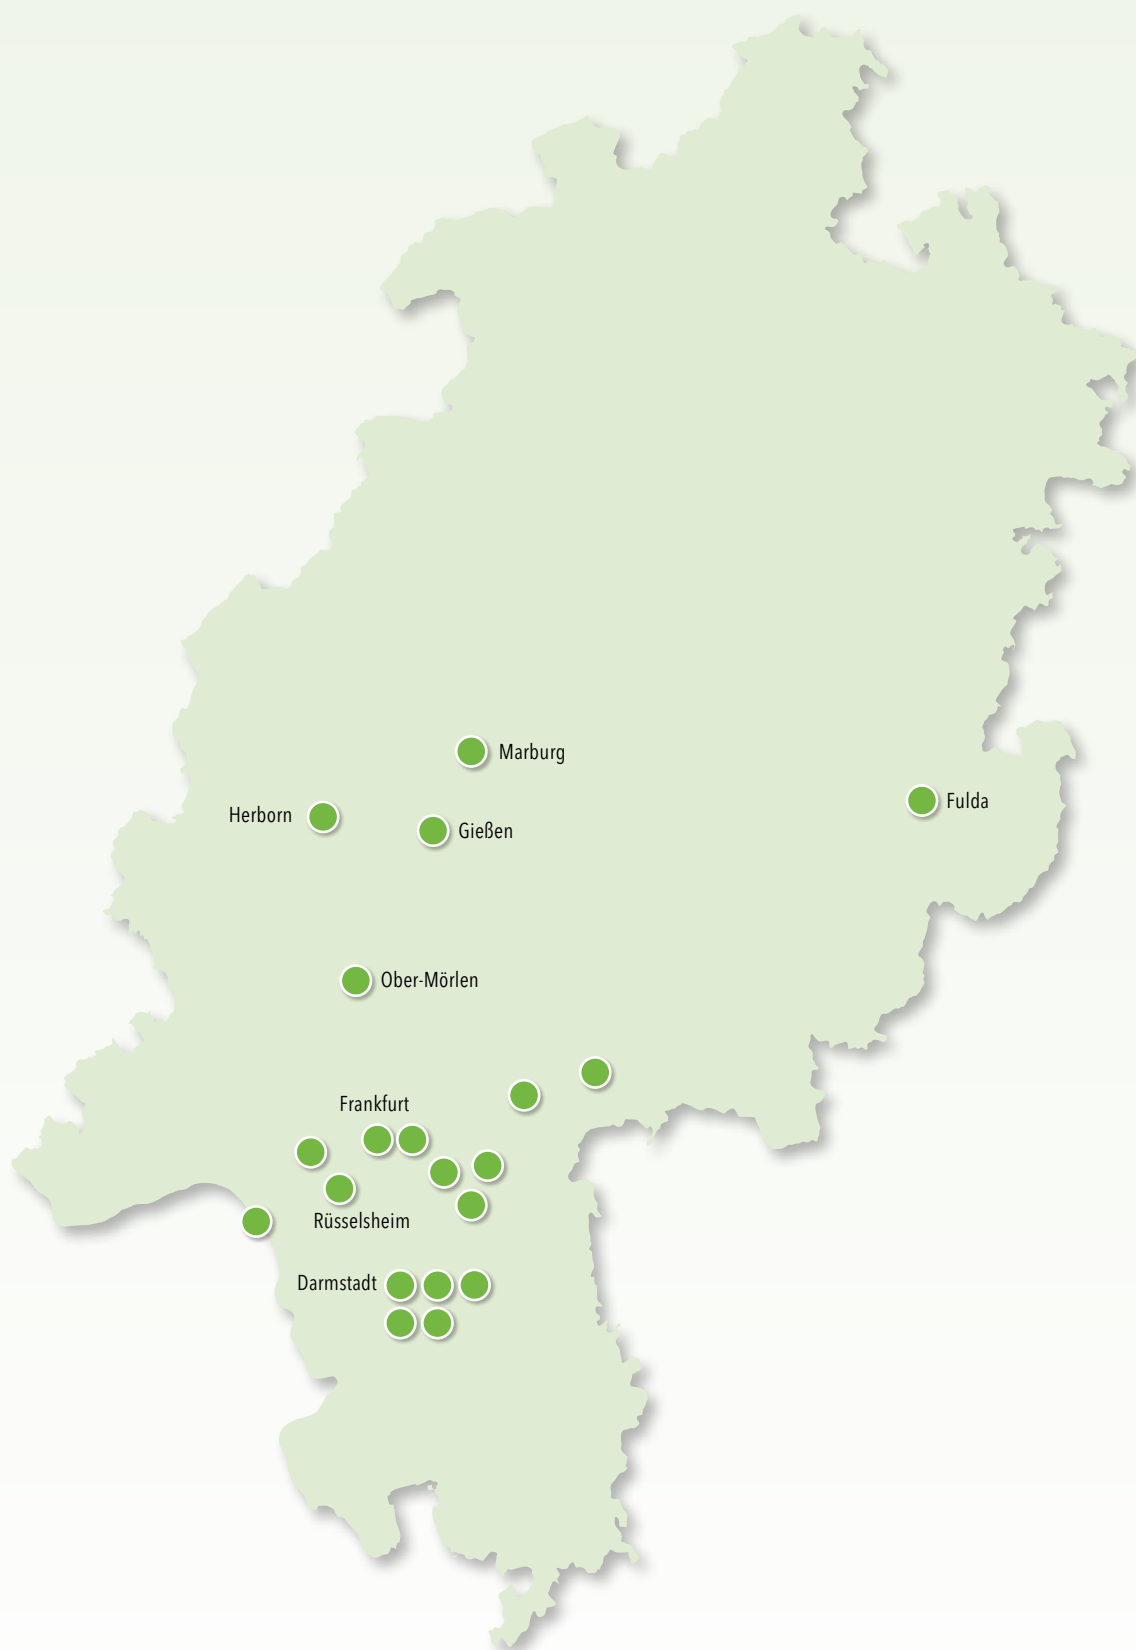 Marburg
Fulda
Herborn
Gießen
Ober-Mörlen
Frankfurt
Rüsselsheim
Darmstadt